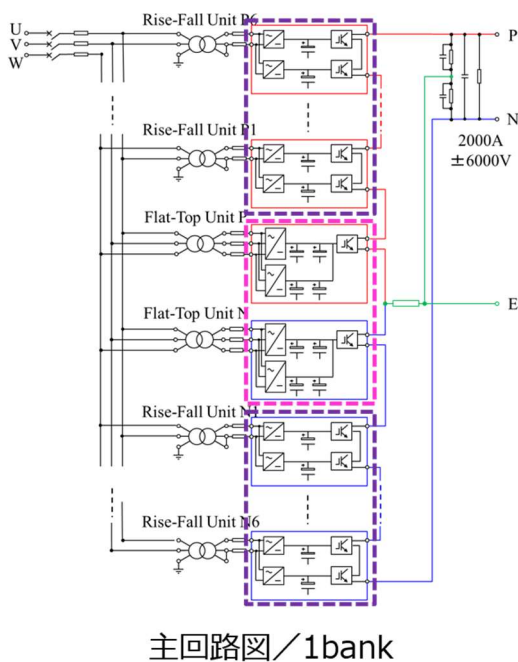 Rise-Fall Unit P6
U
V
W
P
N
2000A
±6000V
Rise-Fall Unit P1
Flat-Top Unit P
E
Flat-Top Unit N
Rise-Fall Unit N1
Rise-Fall Unit N6
主回路図／1bank